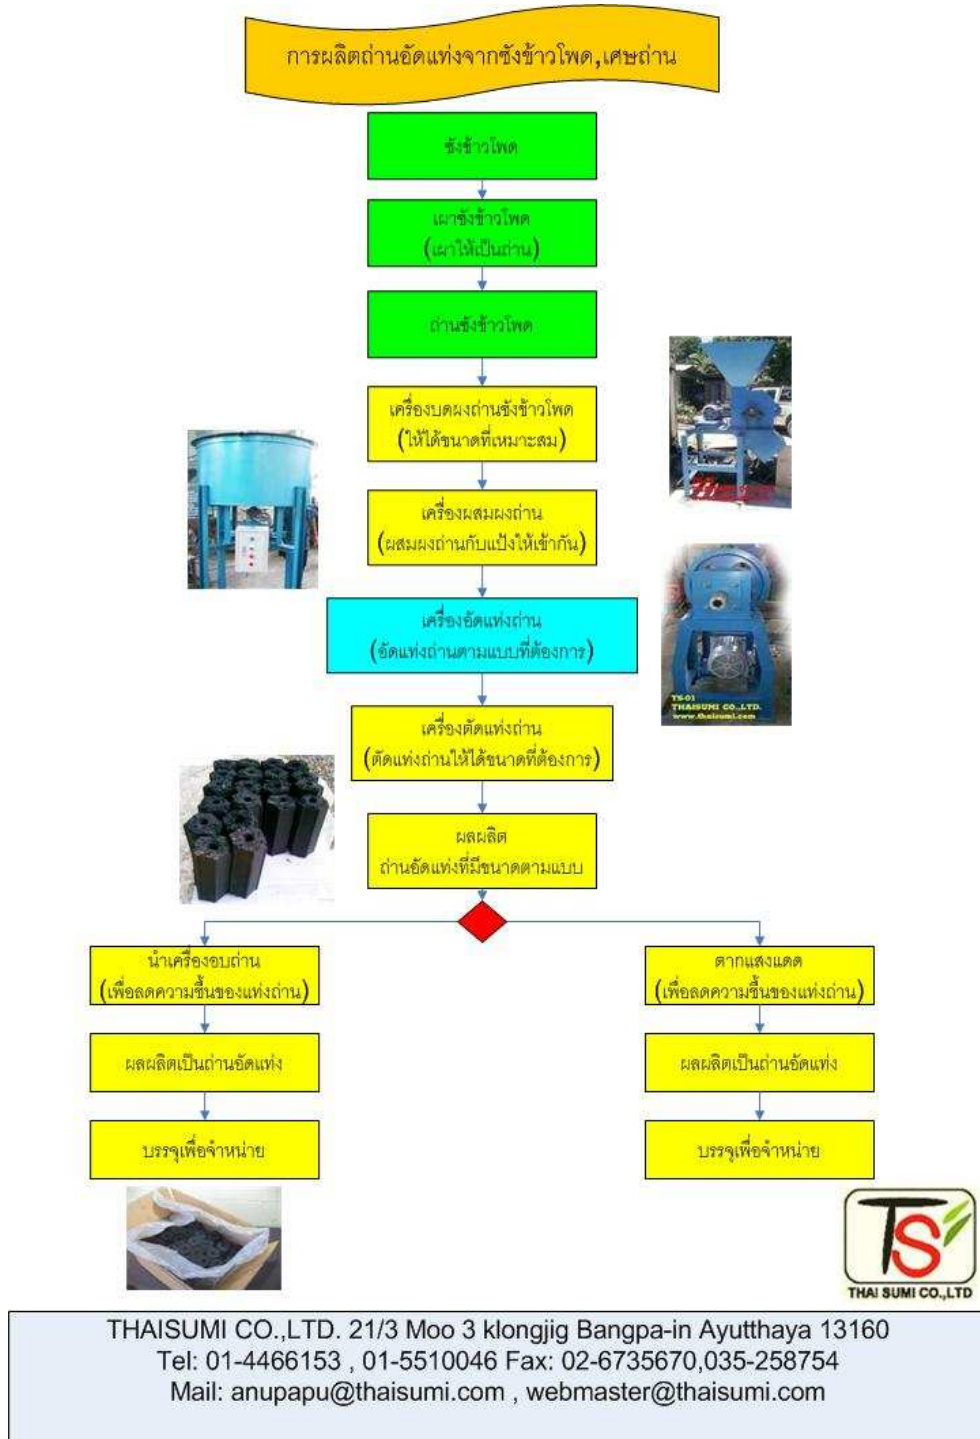 การผลิตถ่านอัดแท่งจากซังข้าวโพด,เศษถ่าน
ซังข้าวโพด
เผาซังข้าวโพด
(เผาให้เป็นถ่าน)
ถ่านซังข้าวโพด
เครื่องบดผงถ่านซังข้าวโพด
(ให้ได้ขนาดที่เหมาะสม)
เครื่องผสมผงถ่าน
(ผสมผงถ่านกับแป้งให้เข้ากัน)
เครื่องอัดแท่งถ่าน
(อัดแท่งถ่านตามแบบที่ต้องการ)
TS-01
THAISUMI CO.,LTD.
www.thaisumi.com
เครื่องตัดแท่งถ่าน
(ตัดแท่งถ่านให้ได้ขนาดที่ต้องการ)
ผลผลิต
ถ่านอัดแท่งที่มีขนาดตามแบบ
นำเครื่องอบถ่าน
(เพื่อลดความชื้นของแท่งถ่าน)
ตากแสงแดด
(เพื่อลดความชื้นของแท่งถ่าน)
ผลผลิตเป็นถ่านอัดแท่ง
ผลผลิตเป็นถ่านอัดแท่ง
บรรจุเพื่อจำหน่าย
บรรจุเพื่อจำหน่าย
TS
THAI SUMI CO.,LTD
THAISUMI CO.,LTD. 21/3 Moo 3 klongjig Bangpa-in Ayutthaya 13160
Tel: 01-4466153 , 01-5510046 Fax: 02-6735670,035-258754
Mail: anupapu@thaisumi.com , webmaster@thaisumi.com